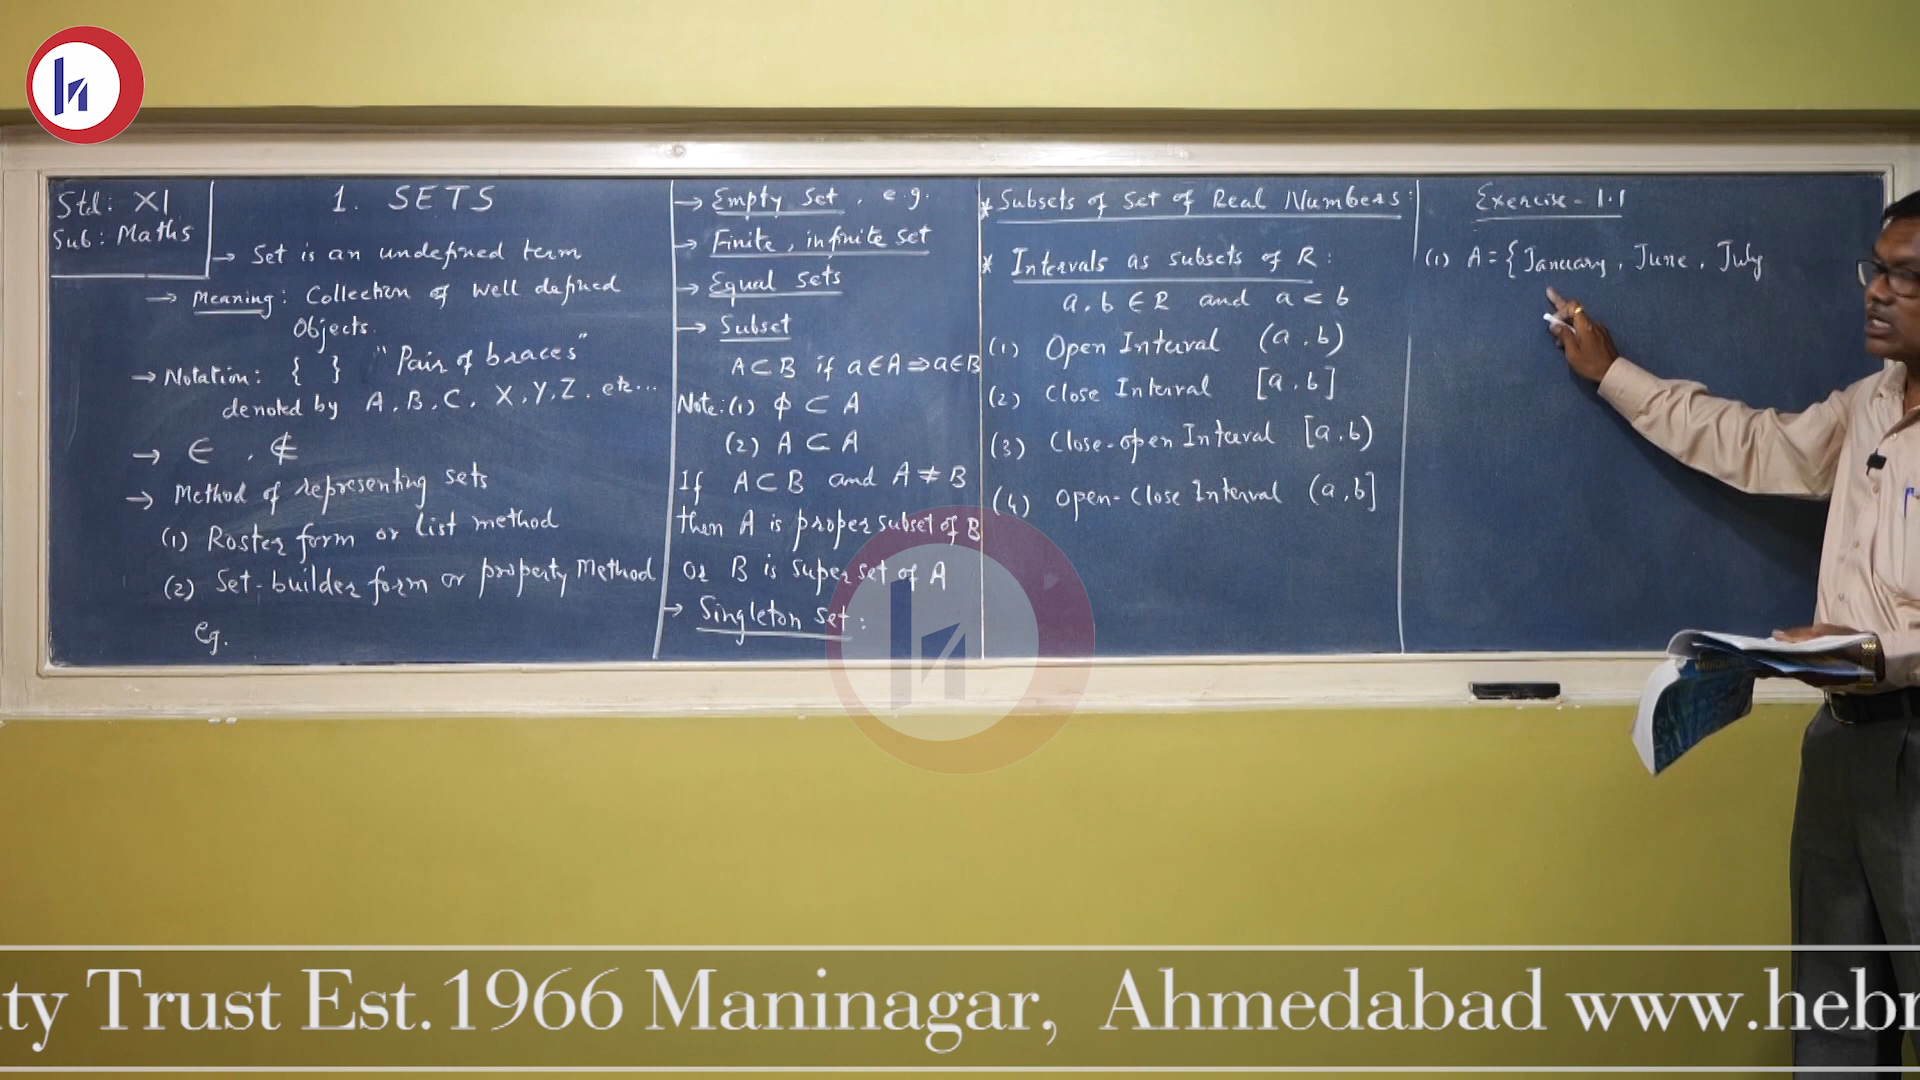 Std: XI
Sub: Maths
1. SETS
→ Set is an undefined term
→ Meaning: Collection of well defined
Objects.
→ Notation: { } "Pair of braces"
denoted by A, B, C, X, Y, Z, etc...
→ ∈ , ∉
→ Method of representing sets
(1) Roster form or list method
(2) Set-builder form or property Method
eg.
→ Empty Set, e.g.
→ Finite, infinite set
→ Equal sets
→ Subset
A⊂B if a∈A⇒a∈B
Note: (1) ϕ ⊂ A
(2) A ⊂ A
If A⊂B and A≠B
then A is proper subset of B
or B is super set of A
→ Singleton set:
* Subsets of Set of Real Numbers:
* Intervals as subsets of R:
a, b ∈ R and a < b
(1) Open Interval (a, b)
(2) Close Interval [a, b]
(3) Close-open Interval [a, b)
(4) Open-Close Interval (a, b]
Exercise - 1.1
(1) A = { January, June, July
ty Trust Est.1966 Maninagar, Ahmedabad www.hebr